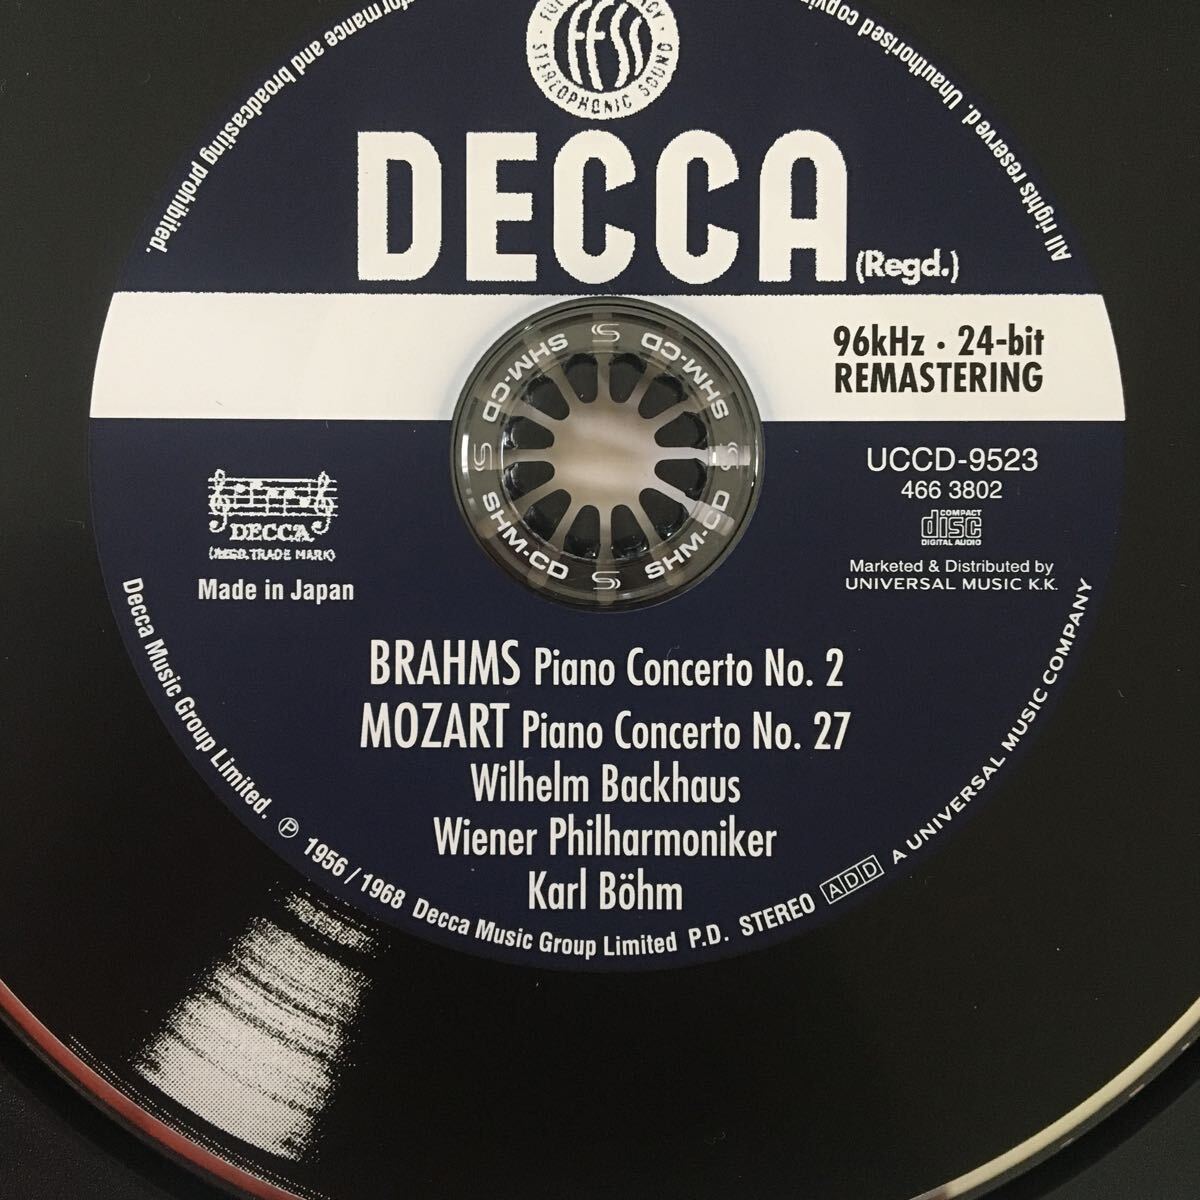 STEREOPHONIC SOUND
FFSS
DECCA
(Regd.)
performance and broadcasting prohibited.
All rights reserved. Unauthorised
96kHz · 24-bit
REMASTERING
SHM-CD
SHM-CD
SHM-CD
SHM-CD
SHM-CD
SHM-CD
UCCD-9523
466 3802
COMPACT
disc
DIGITAL AUDIO
Marketed & Distributed by
UNIVERSAL MUSIC K.K.
DECCA
(REGD. TRADE MARK)
Made in Japan
BRAHMS Piano Concerto No. 2
MOZART Piano Concerto No. 27
Wilhelm Backhaus
Wiener Philharmoniker
Karl Böhm
Decca Music Group Limited. ℗ 1956 / 1968 Decca Music Group Limited P.D. STEREO ADD A UNIVERSAL MUSIC COMPANY